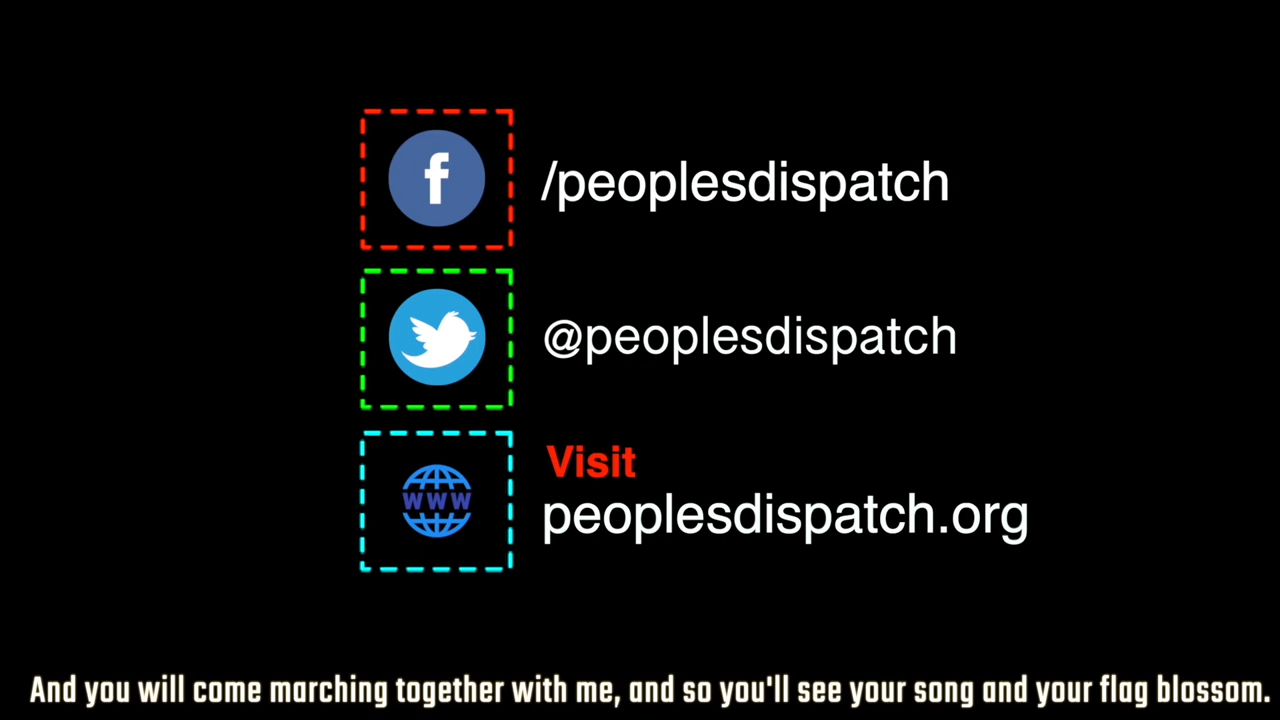 f
/peoplesdispatch
@peoplesdispatch
Visit
www
peoplesdispatch.org
And you will come marching together with me, and so you'll see your song and your flag blossom.